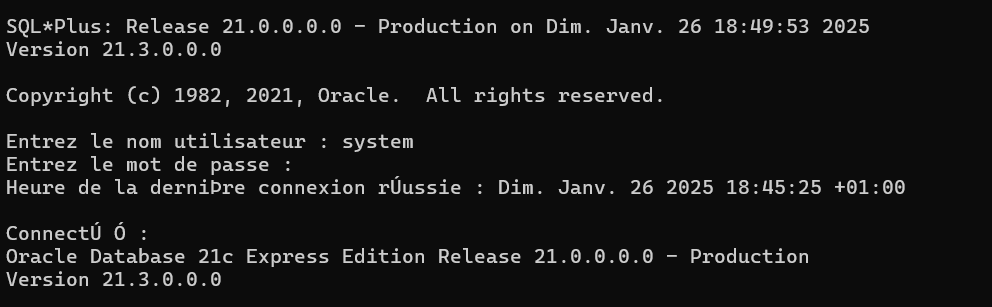 SQL*Plus: Release 21.0.0.0.0 - Production on Dim. Janv. 26 18:49:53 2025
Version 21.3.0.0.0
Copyright (c) 1982, 2021, Oracle.  All rights reserved.
Entrez le nom utilisateur : system
Entrez le mot de passe :
Heure de la derniÞre connexion rÚussie : Dim. Janv. 26 2025 18:45:25 +01:00
ConnectÚ Ó :
Oracle Database 21c Express Edition Release 21.0.0.0.0 - Production
Version 21.3.0.0.0